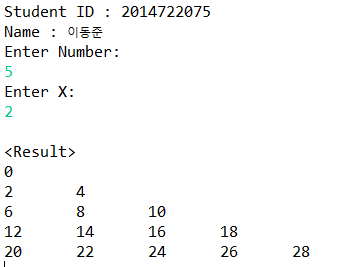 Student ID : 2014722075
Name : 이동준
Enter Number:
5
Enter X:
2
<Result>
0
2 4
6 8 10
12 14 16 18
20 22 24 26 28